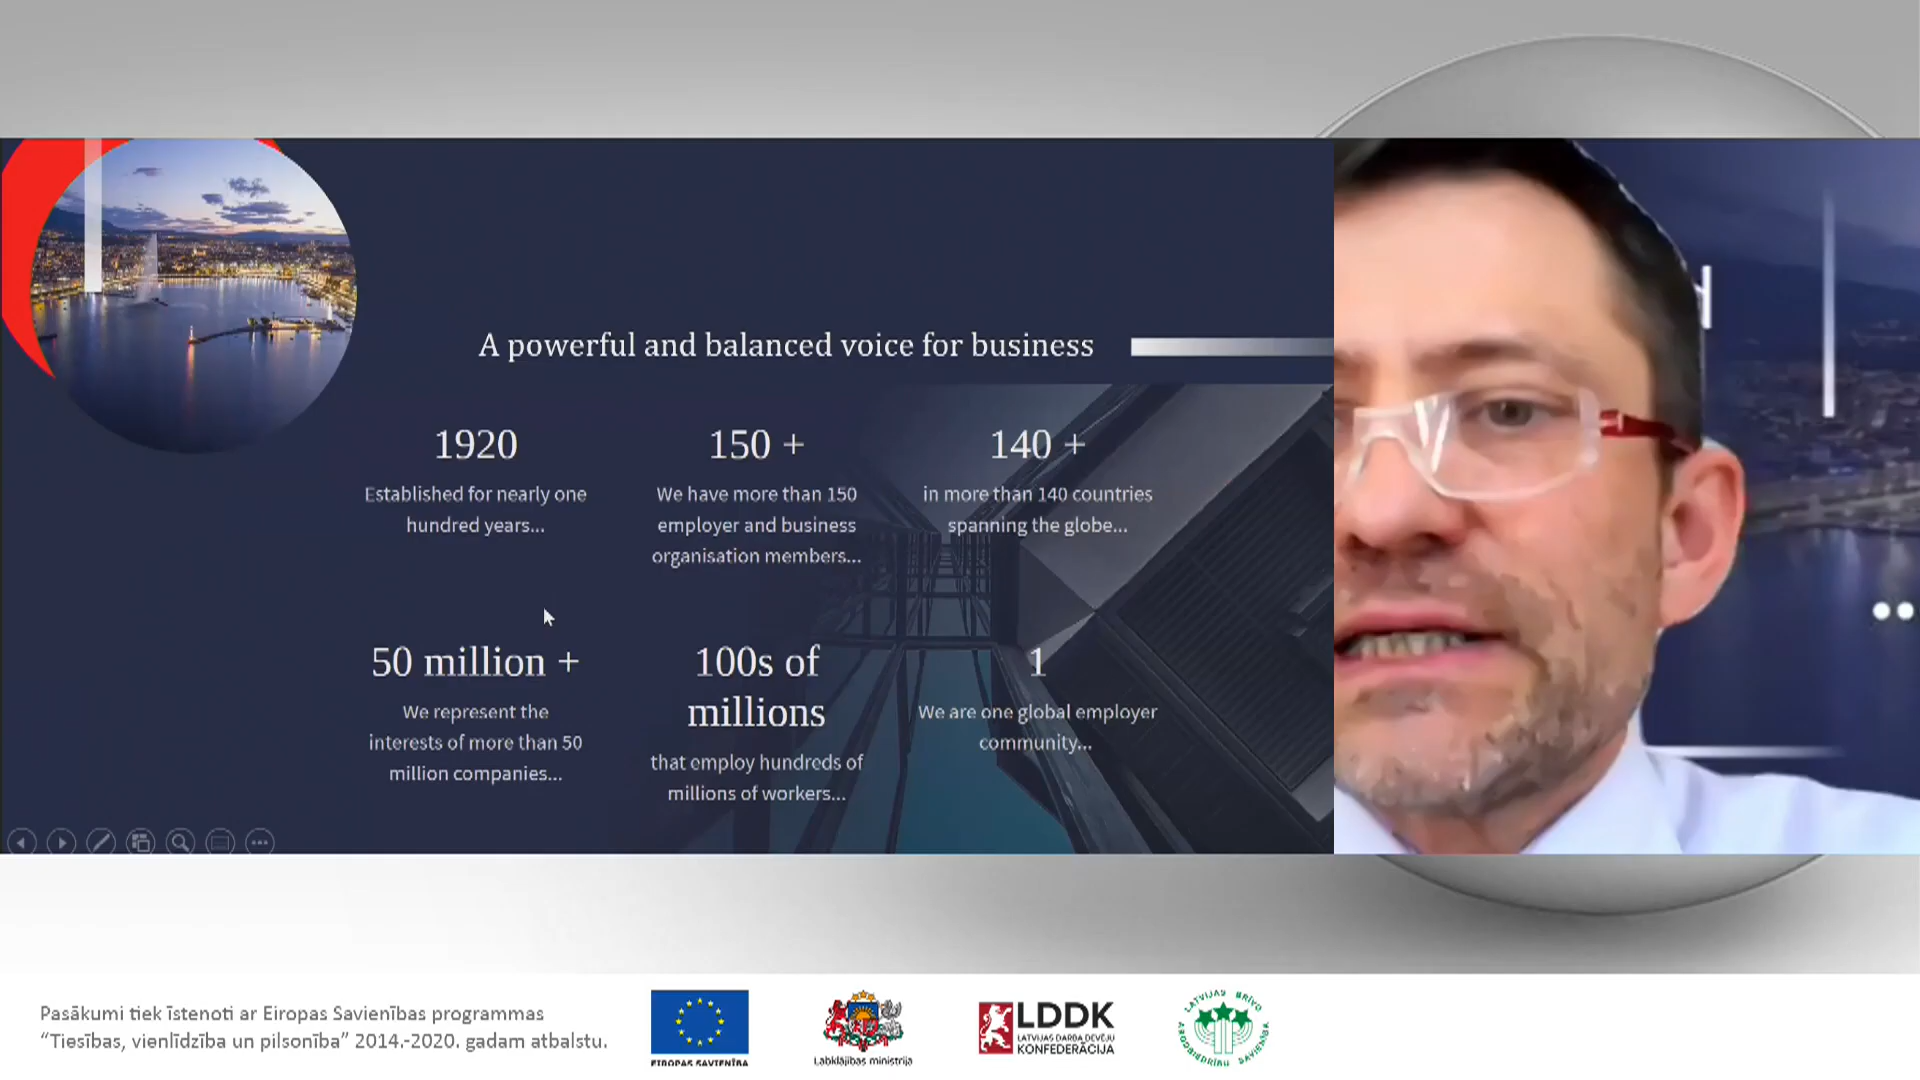 A powerful and balanced voice for business
1920
Established for nearly one
hundred years...
150 +
We have more than 150
employer and business
organisation members...
140 +
in more than 140 countries
spanning the globe...
50 million +
We represent the
interests of more than 50
million companies...
100s of
millions
that employ hundreds of
millions of workers...
1
We are one global employer
community...
Pasākumi tiek īstenoti ar Eiropas Savienības programmas
“Tiesības, vienlīdzība un pilsonība” 2014.-2020. gadam atbalstu.
EIROPAS SAVIENĪBA
Labklājības ministrija
LDDK
LATVIJAS DARBA DEVĒJU
KONFEDERĀCIJA
LATVIJAS BRĪVO
ARODBIEDRĪBU SAVIENĪBA